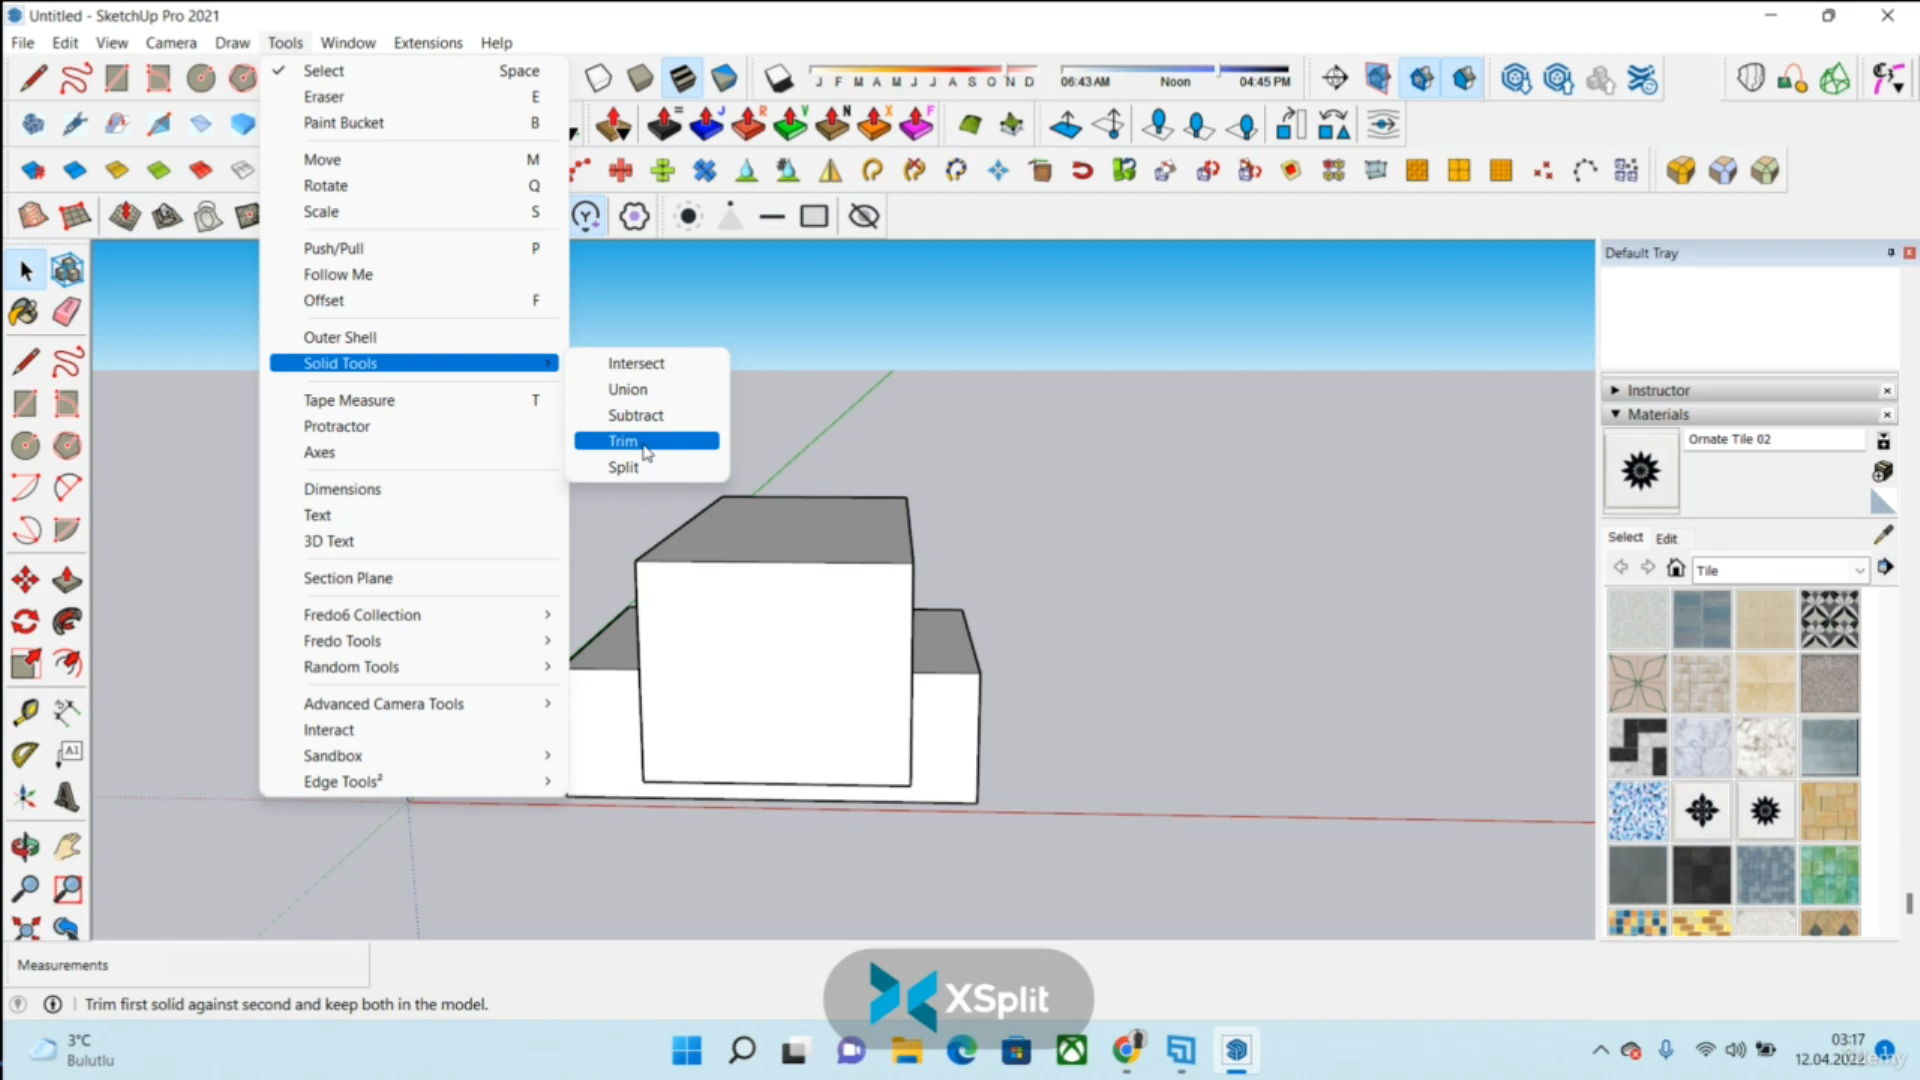 Untitled - SketchUp Pro 2021
File Edit View Camera Draw Tools Window Extensions Help
Select Space
Eraser E
Paint Bucket B
Move M
Rotate Q
Scale S
Push/Pull P
Follow Me
Offset F
Outer Shell
Solid Tools
Tape Measure T
Protractor
Axes
Dimensions
Text
3D Text
Section Plane
Fredo6 Collection
Fredo Tools
Random Tools
Advanced Camera Tools
Interact
Sandbox
Edge Tools²
Intersect
Union
Subtract
Trim
Split
J F M A M J J A S O N D
06:43 AM Noon 04:45 PM
= J R V N X F
Default Tray
Instructor
Materials
Ornate Tile 02
Select Edit
Tile
A1
Measurements
Trim first solid against second and keep both in the model.
XSplit
3°C
Bulutlu
03:17
12.04.2022